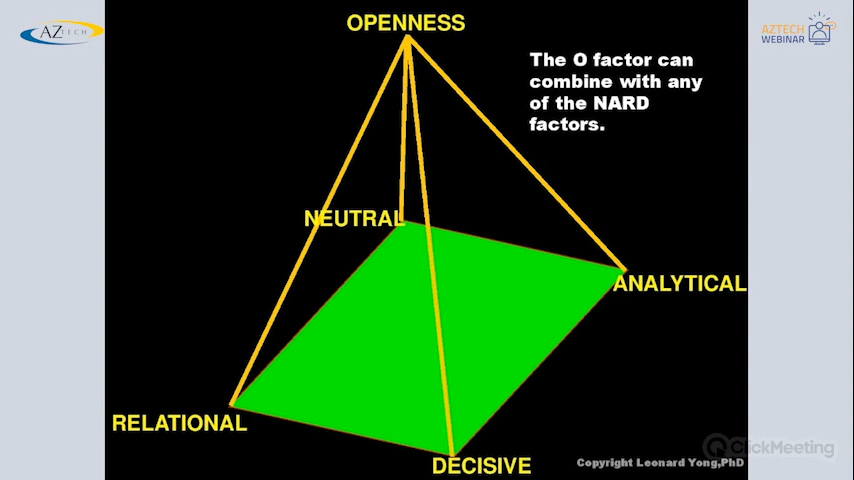 AZTECH
OPENNESS
AZTECH
WEBINAR
The O factor can
combine with any
of the NARD
factors.
NEUTRAL
ANALYTICAL
RELATIONAL
DECISIVE
ClickMeeting
Copyright Leonard Yong,PhD